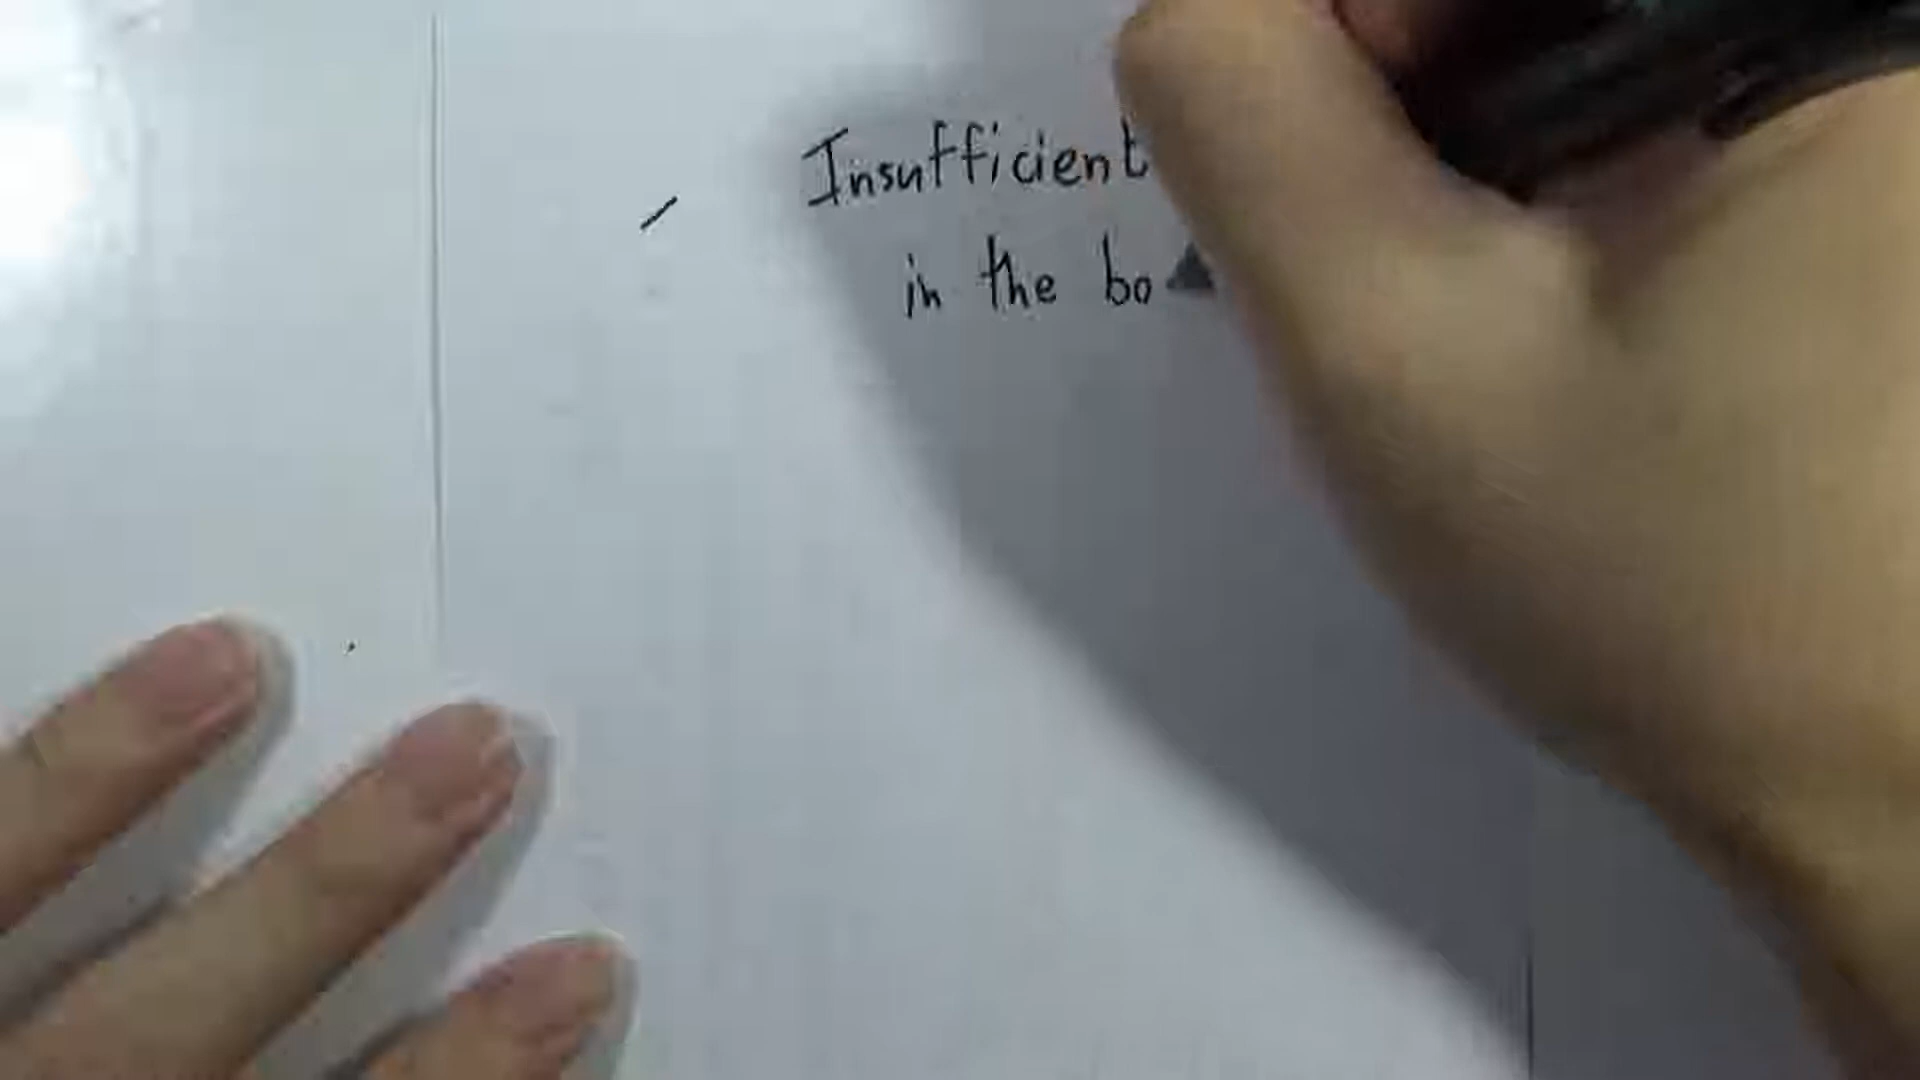 Insufficient
in the bo